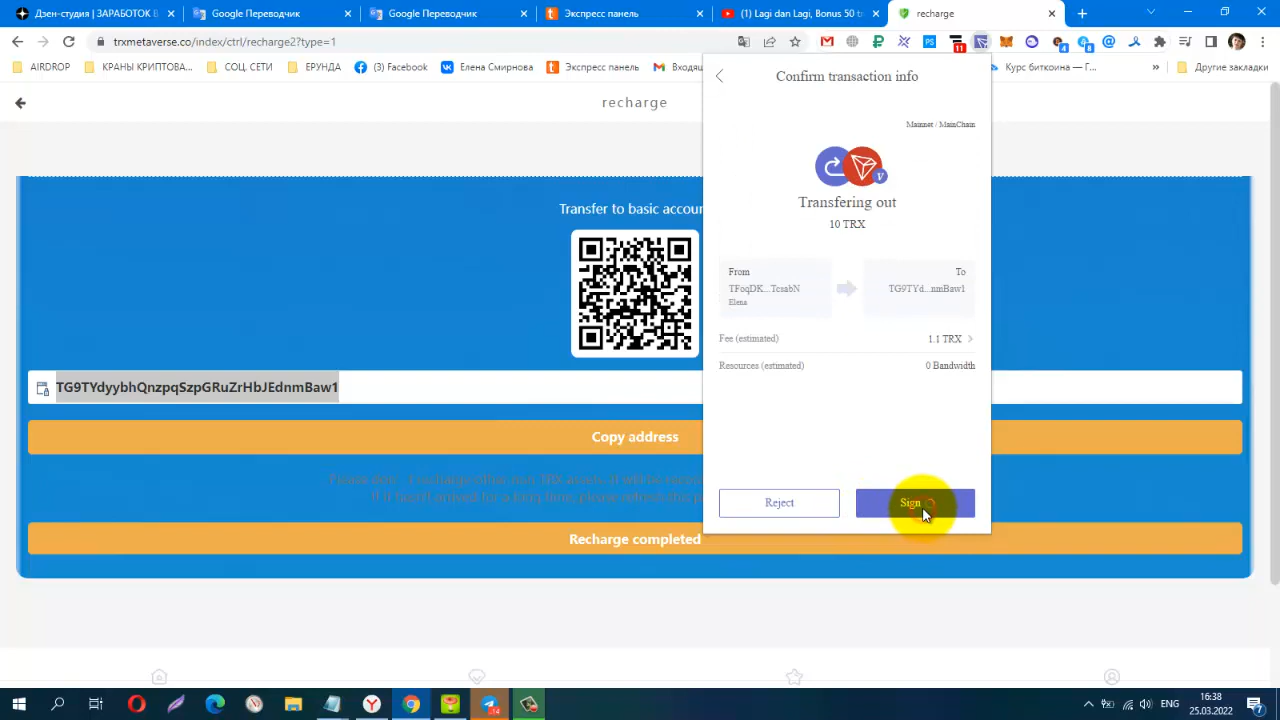 Дзен-студия | ЗАРАБОТОК В
Google Переводчик
Google Переводчик
Экспресс панель
(1) Lagi dan Lagi, Bonus 50 tr
recharge
trxmetaverse.co/index/ctrl/recharge2?type=1
AIRDROP
КРАНЫ КРИПТОВА...
СОЦ. СЕТИ
ЕРУНДА
(3) Facebook
Елена Смирнова
Экспресс панель
Входящ
Курс биткоина — Г...
»
Другие закладки
recharge
Confirm transaction info
Mainnet / MainChain
Transfering out
10 TRX
From
TFoqDK...TcsabN
Elena
To
TG9TYd...nmBaw1
Fee (estimated)
1.1 TRX
Resources (estimated)
0 Bandwidth
Reject
Sign
Transfer to basic accour
TG9TYdyybhQnzpqSzpGRuZrHbJEdnmBaw1
Copy address
Recharge completed
ENG
16:38
25.03.2022